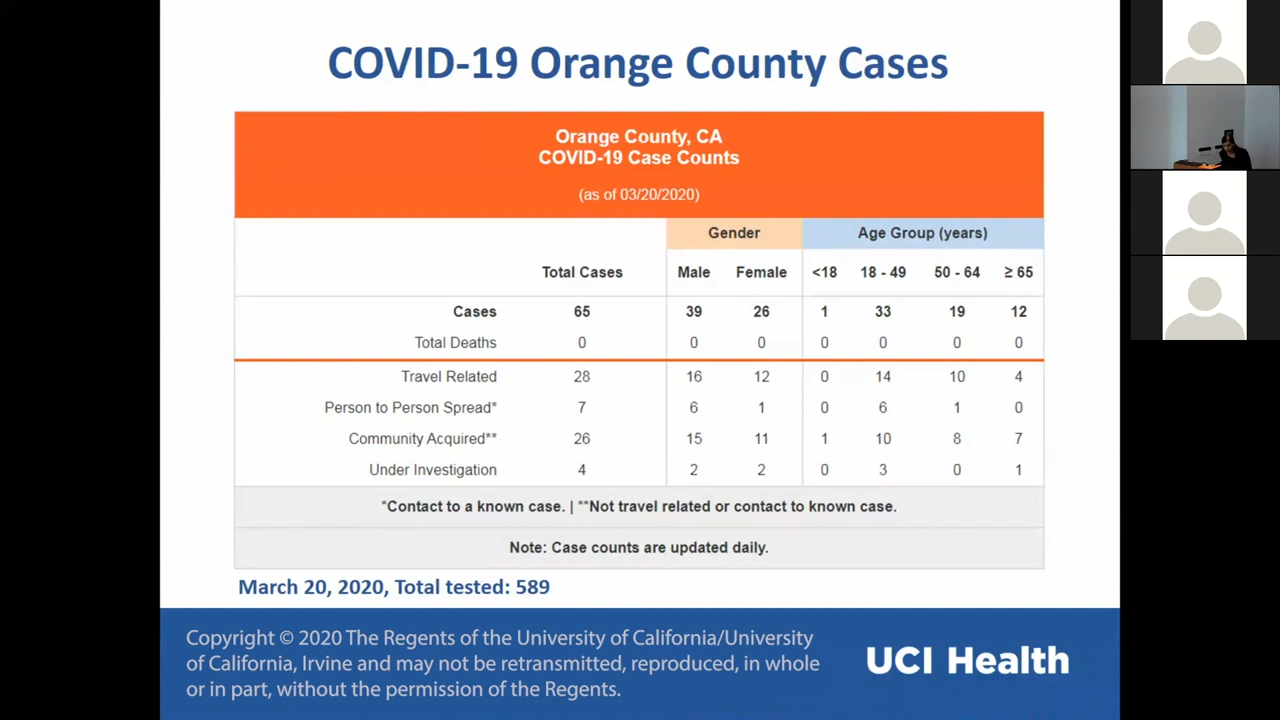 COVID-19 Orange County Cases
Orange County, CA
COVID-19 Case Counts
(as of 03/20/2020)
Gender Age Group (years)
Total Cases Male Female <18 18 - 49 50 - 64 ≥ 65
Cases 65 39 26 1 33 19 12
Total Deaths 0 0 0 0 0 0 0
Travel Related 28 16 12 0 14 10 4
Person to Person Spread* 7 6 1 0 6 1 0
Community Acquired** 26 15 11 1 10 8 7
Under Investigation 4 2 2 0 3 0 1
*Contact to a known case. | **Not travel related or contact to known case.
Note: Case counts are updated daily.
March 20, 2020, Total tested: 589
Copyright © 2020 The Regents of the University of California/University
of California, Irvine and may not be retransmitted, reproduced, in whole
or in part, without the permission of the Regents.
UCI Health